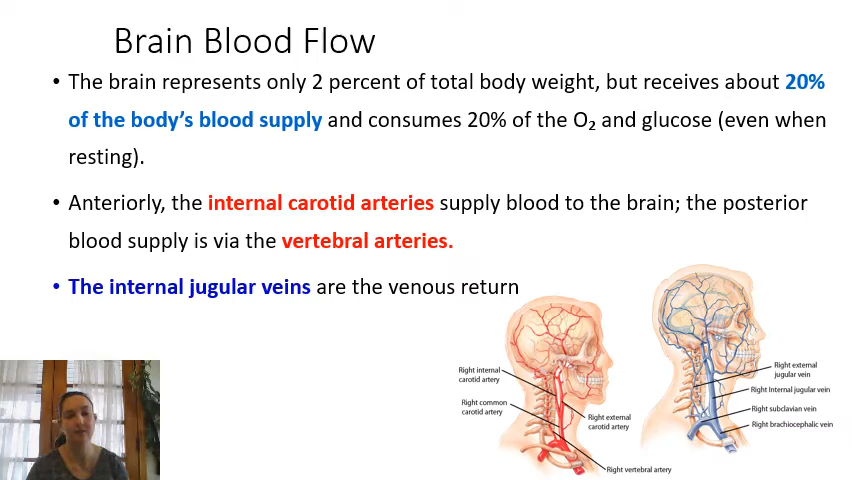 Brain Blood Flow
• The brain represents only 2 percent of total body weight, but receives about 20%
of the body's blood supply and consumes 20% of the O₂ and glucose (even when
resting).
• Anteriorly, the internal carotid arteries supply blood to the brain; the posterior
blood supply is via the vertebral arteries.
• The internal jugular veins are the venous return
Right internal
carotid artery
Right common
carotid artery
Right external
carotid artery
Right vertebral artery
Right external
jugular vein
Right Internal jugular vein
Right subclavian vein
Right brachiocephalic vein